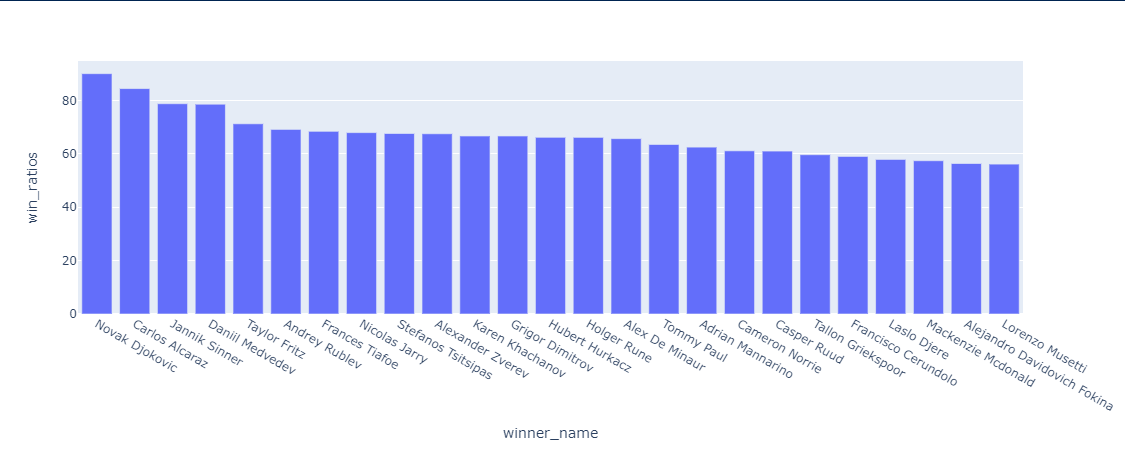 win_ratios
80
60
40
20
0
Novak Djokovic
Carlos Alcaraz
Jannik Sinner
Daniil Medvedev
Taylor Fritz
Andrey Rublev
Frances Tiafoe
Nicolas Jarry
Stefanos Tsitsipas
Alexander Zverev
Karen Khachanov
Grigor Dimitrov
Hubert Hurkacz
Holger Rune
Alex De Minaur
Tommy Paul
Adrian Mannarino
Cameron Norrie
Casper Ruud
Tallon Griekspoor
Francisco Cerundolo
Laslo Djere
Mackenzie Mcdonald
Alejandro Davidovich Fokina
Lorenzo Musetti
winner_name